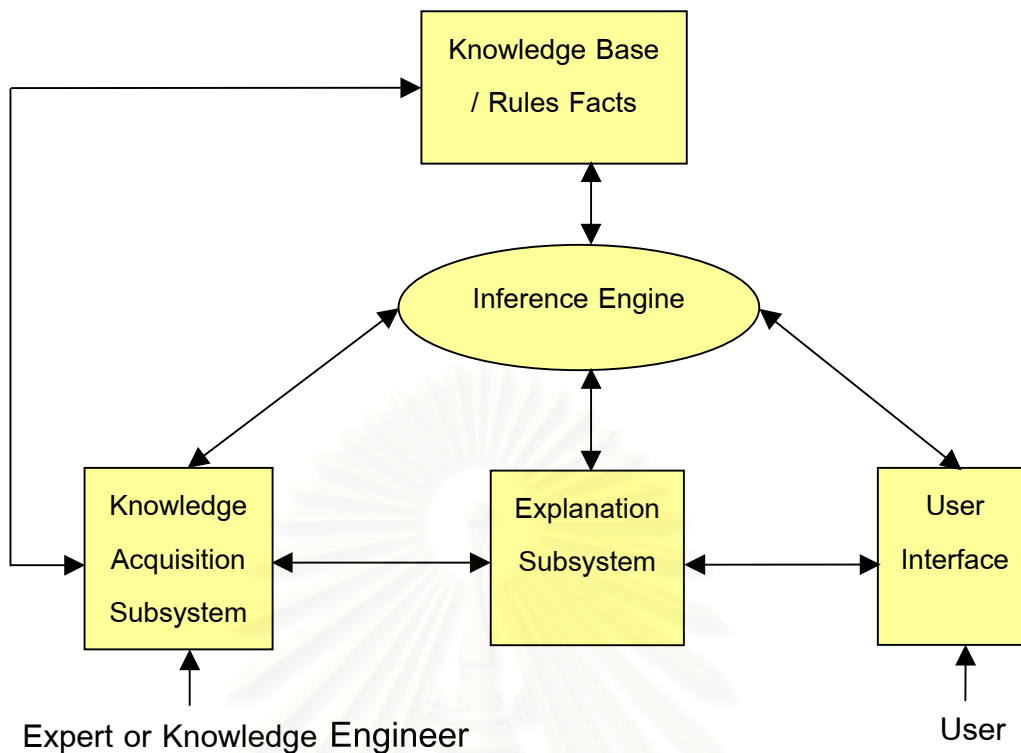 Knowledge Base
/ Rules Facts
Inference Engine
Knowledge
Acquisition
Subsystem
Explanation
Subsystem
User
Interface
Expert or Knowledge Engineer
User